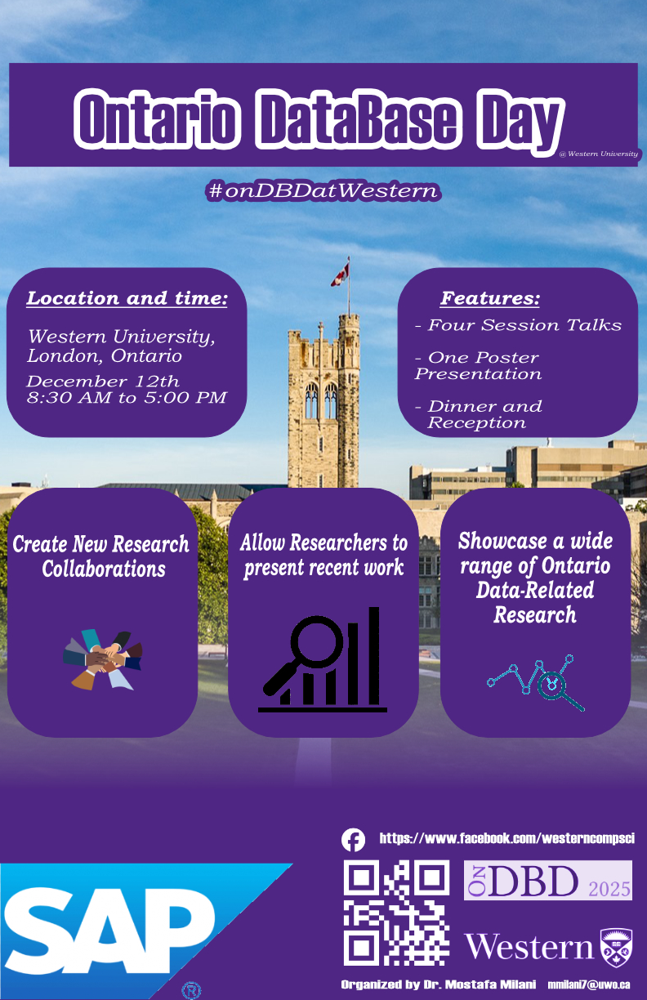 Ontario DataBase Day
@ Western University
#onDBDatWestern
Location and time:
Western University,
London, Ontario
December 12th
8:30 AM to 5:00 PM
Features:
- Four Session Talks
- One Poster
Presentation
- Dinner and
Reception
Create New Research
Collaborations
Allow Researchers to
present recent work
Showcase a wide
range of Ontario
Data-Related
Research
https://www.facebook.com/westerncompsci
SAP
®
ON DBD 2025
Western
Organized by Dr. Mostafa Milani mmilani7@uwo.ca